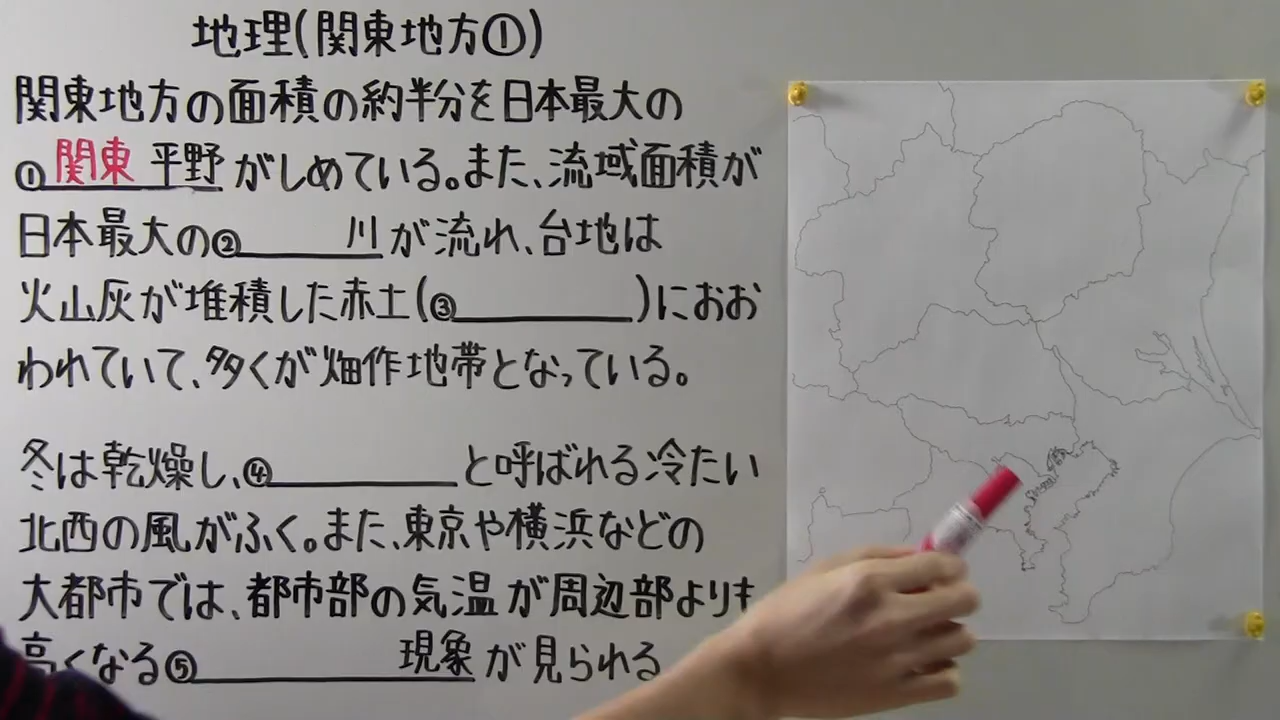 地理(関東地方①)
関東地方の面積の約半分を日本最大の
①関東平野がしめている。また、流域面積が
日本最大の②______川が流れ、台地は
火山灰が堆積した赤土(③______)におお
われていて、多くが畑作地帯となっている。
冬は乾燥し、④______と呼ばれる冷たい
北西の風がふく。また、東京や横浜などの
大都市では、都市部の気温が周辺部よりも
高くなる⑤______現象が見られる